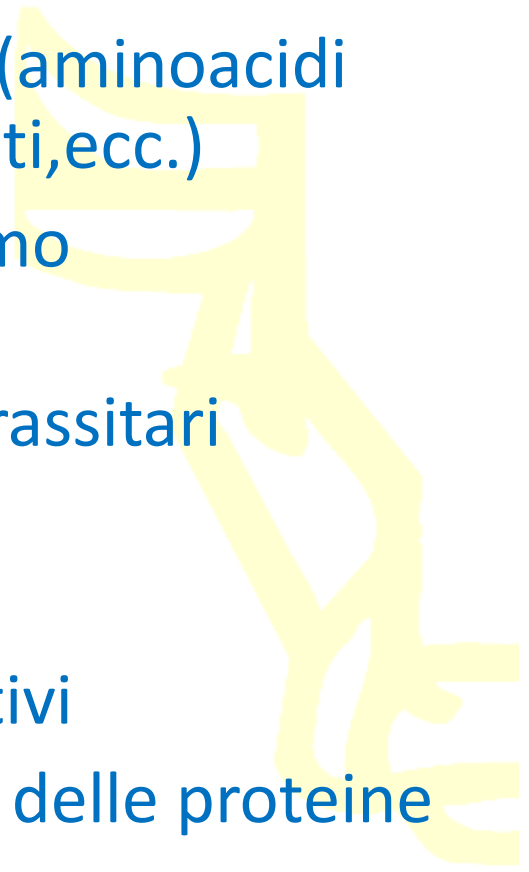 (aminoacidi
ti,ecc.)
mo
rassitari
tivi
delle proteine